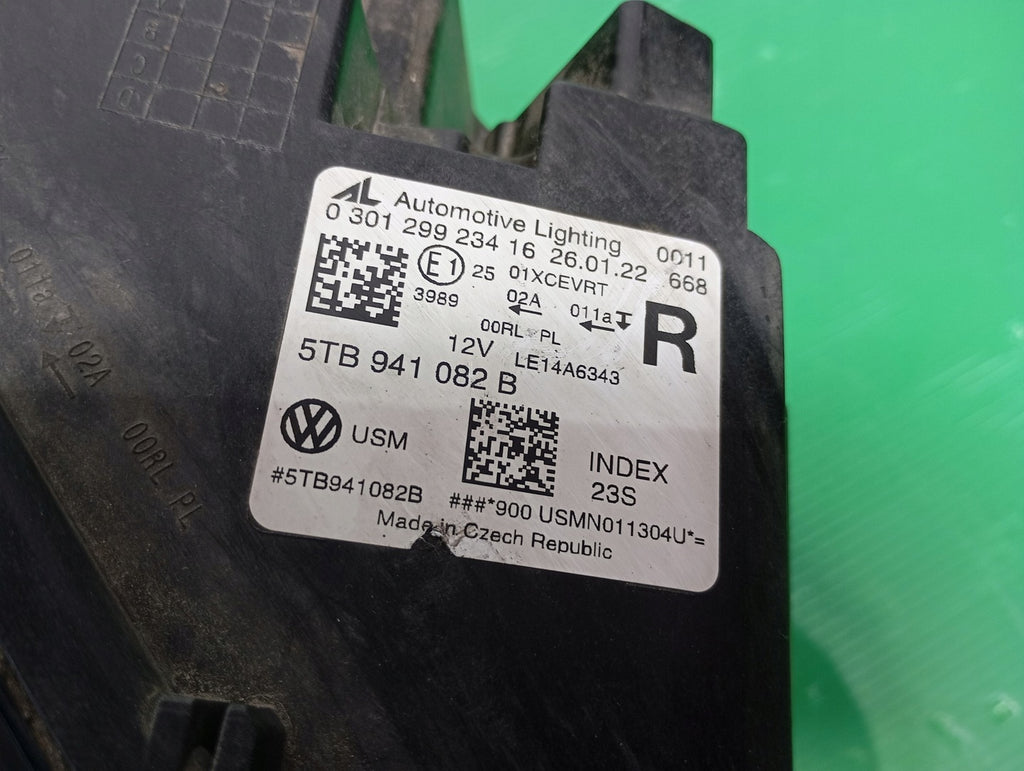 AL Automotive Lighting 0011
0 301 299 234 16 26.01.22 668
E1 25 01XCEVRT
3989 02A 011a R
00RL PL
12V LE14A6343
5TB 941 082 B
VW USM
INDEX
23S
#5TB941082B ###*900 USMN011304U*=
Made in Czech Republic
011a
02A
00RL PL